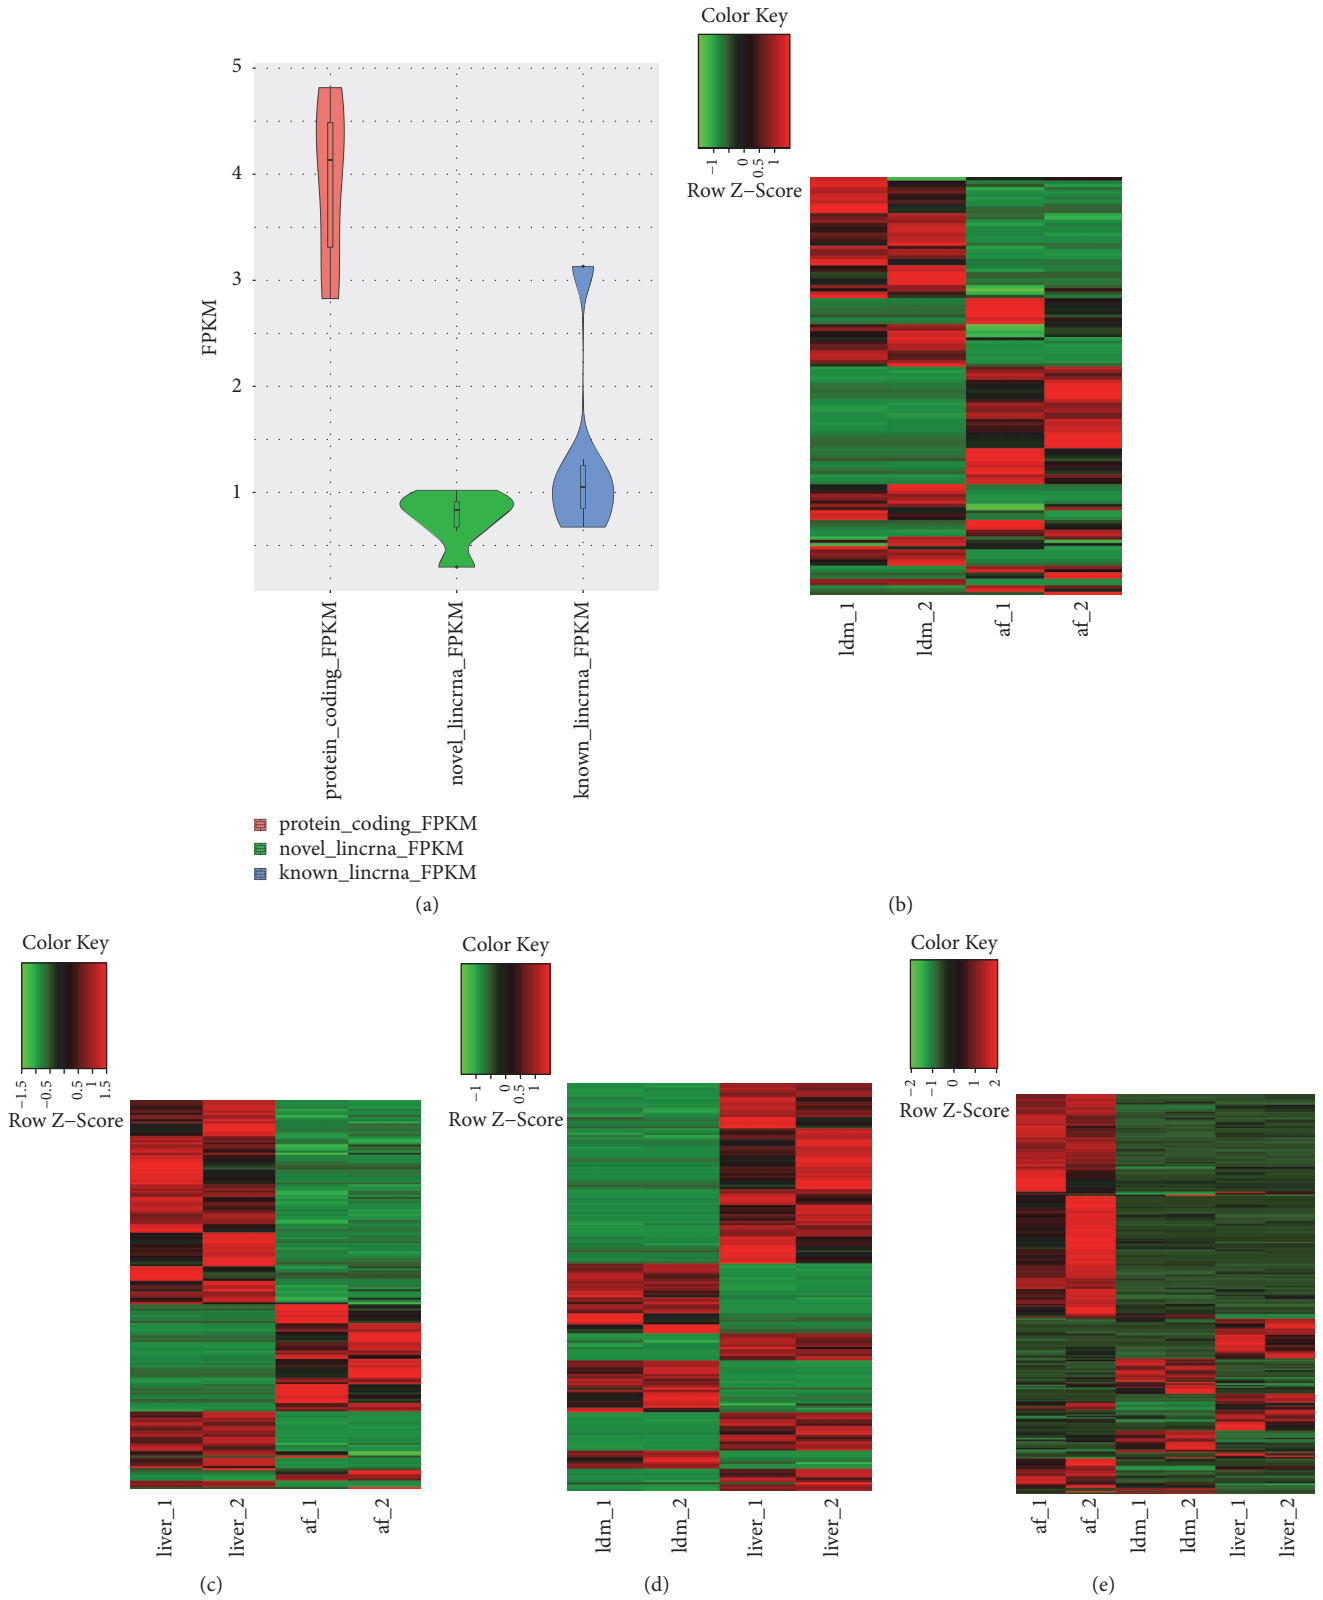 Color Key
−1
0
0.5
1
Row Z−Score
5
4
3
2
1
FPKM
protein_coding_FPKM
novel_lincrna_FPKM
known_lincrna_FPKM
protein_coding_FPKM
novel_lincrna_FPKM
known_lincrna_FPKM
(a)
ldm_1
ldm_2
af_1
af_2
(b)
Color Key
−1.5
−0.5
0.5
1
1.5
Row Z−Score
liver_1
liver_2
af_1
af_2
(c)
Color Key
−1
0
0.5
1
Row Z−Score
ldm_1
ldm_2
liver_1
liver_2
(d)
Color Key
−2
−1
0
1
2
Row Z-Score
af_1
af_2
ldm_1
ldm_2
liver_1
liver_2
(e)